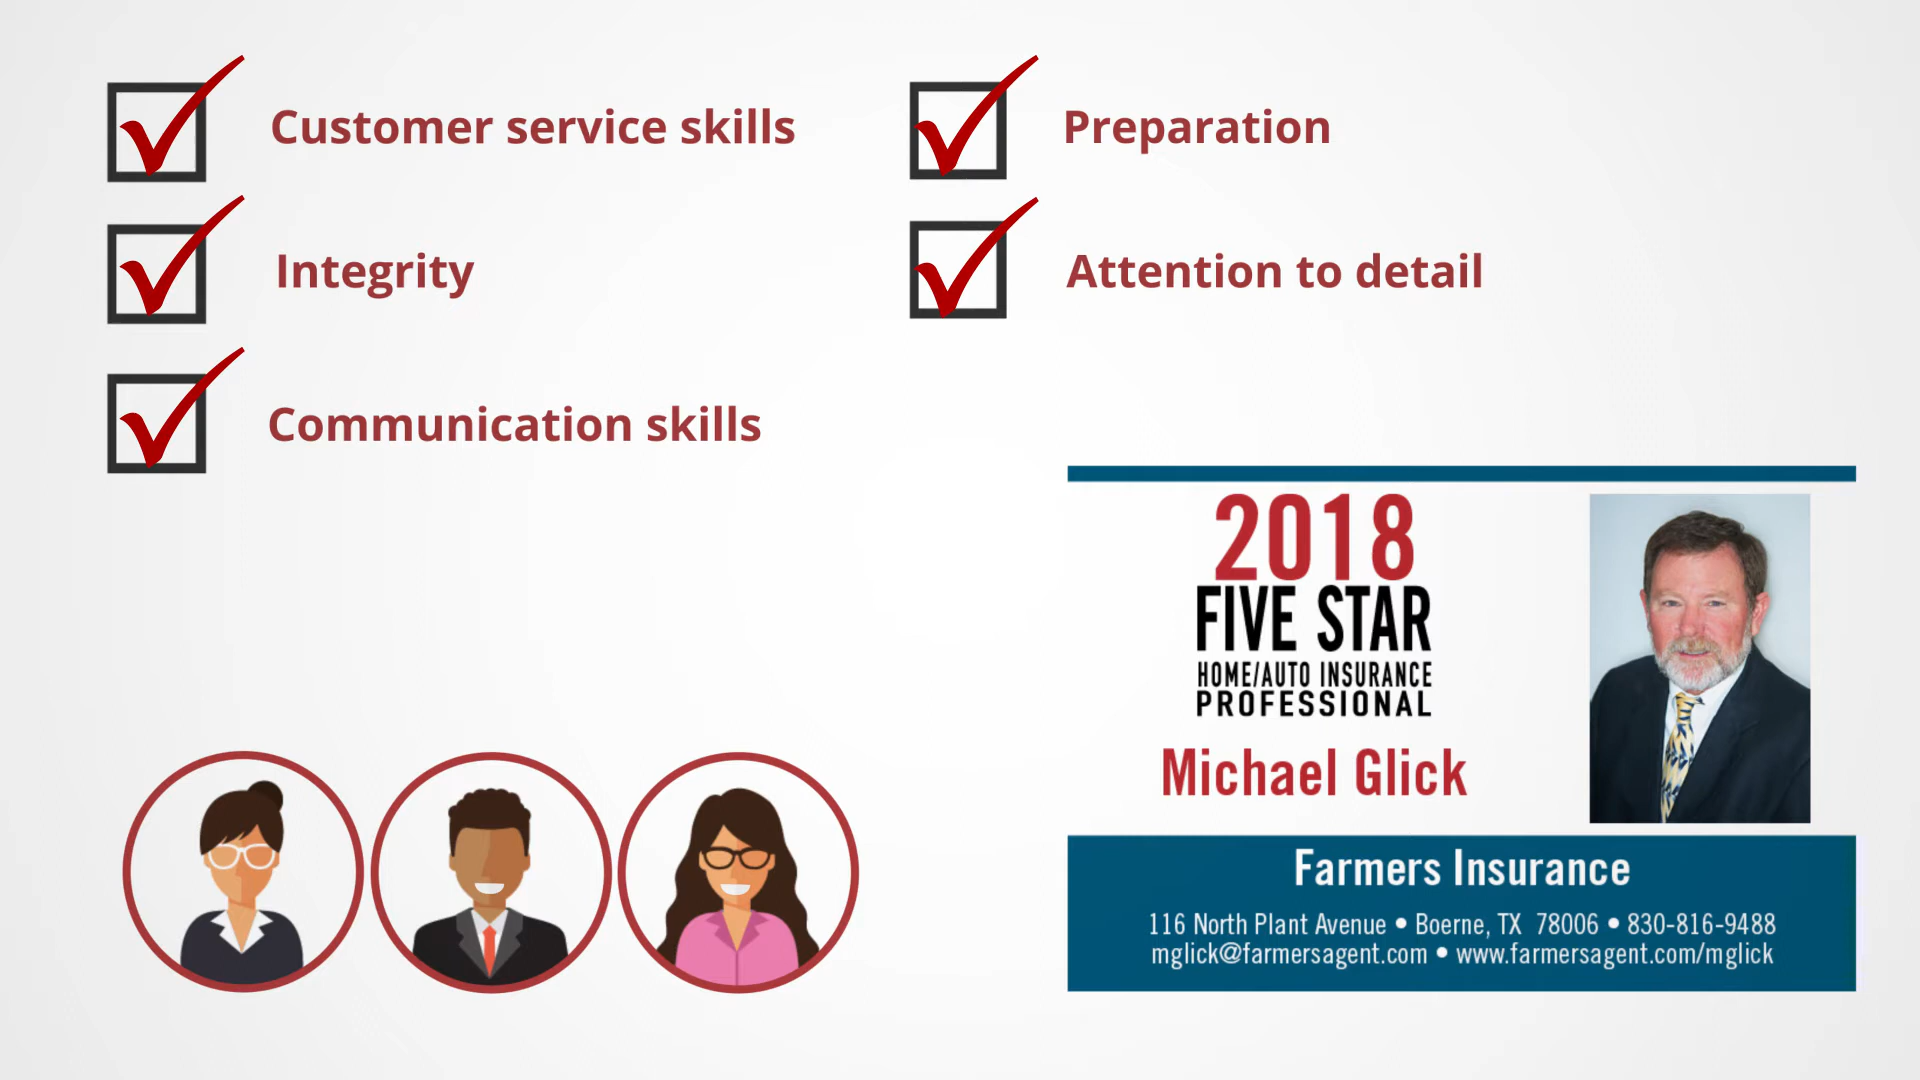 Customer service skills
Integrity
Communication skills
Preparation
Attention to detail
2018
FIVE STAR
HOME/AUTO INSURANCE
PROFESSIONAL
Michael Glick
Farmers Insurance
116 North Plant Avenue • Boerne, TX 78006 • 830-816-9488
mglick@farmersagent.com • www.farmersagent.com/mglick